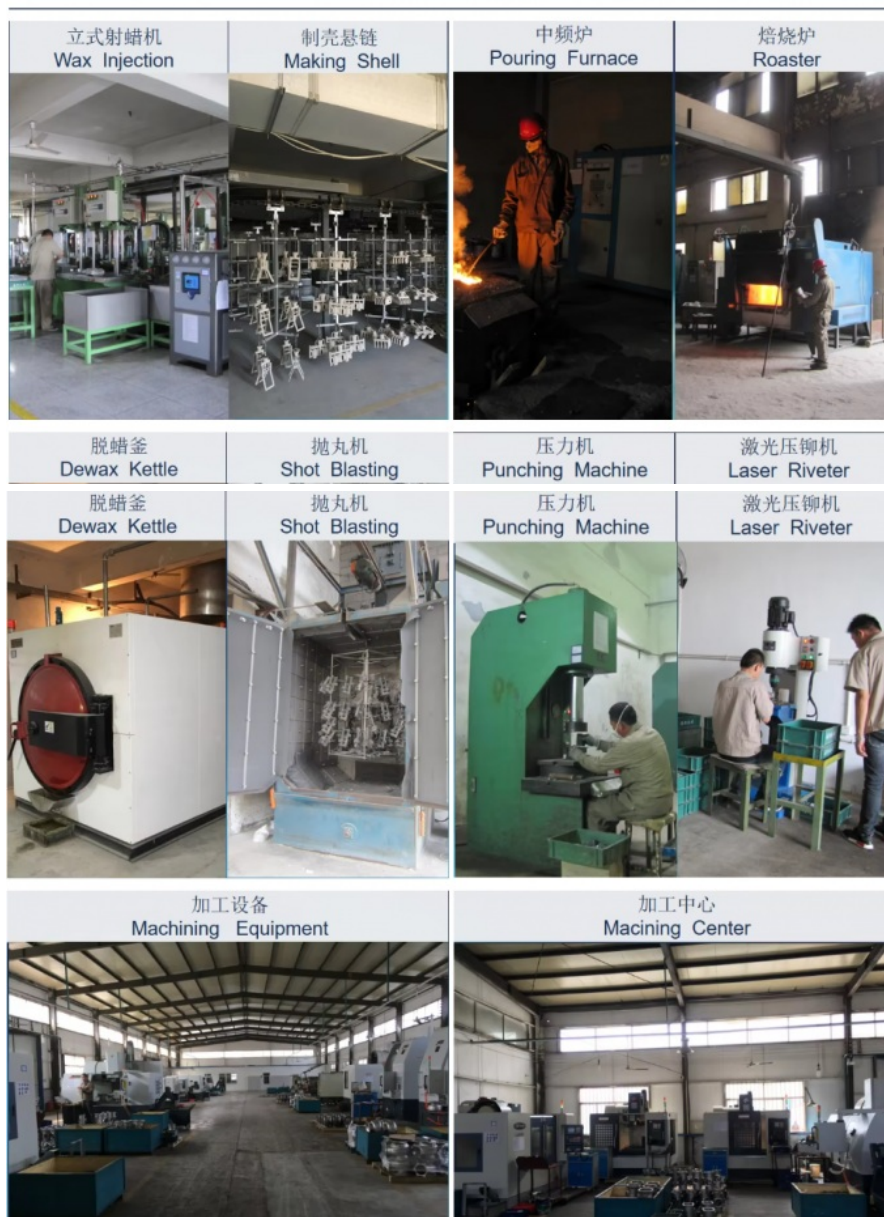 立式射蜡机
Wax Injection
制壳悬链
Making Shell
中频炉
Pouring Furnace
焙烧炉
Roaster
脱蜡釜
Dewax Kettle
抛丸机
Shot Blasting
压力机
Punching Machine
激光压铆机
Laser Riveter
脱蜡釜
Dewax Kettle
抛丸机
Shot Blasting
压力机
Punching Machine
激光压铆机
Laser Riveter
加工设备
Machining Equipment
加工中心
Macining Center